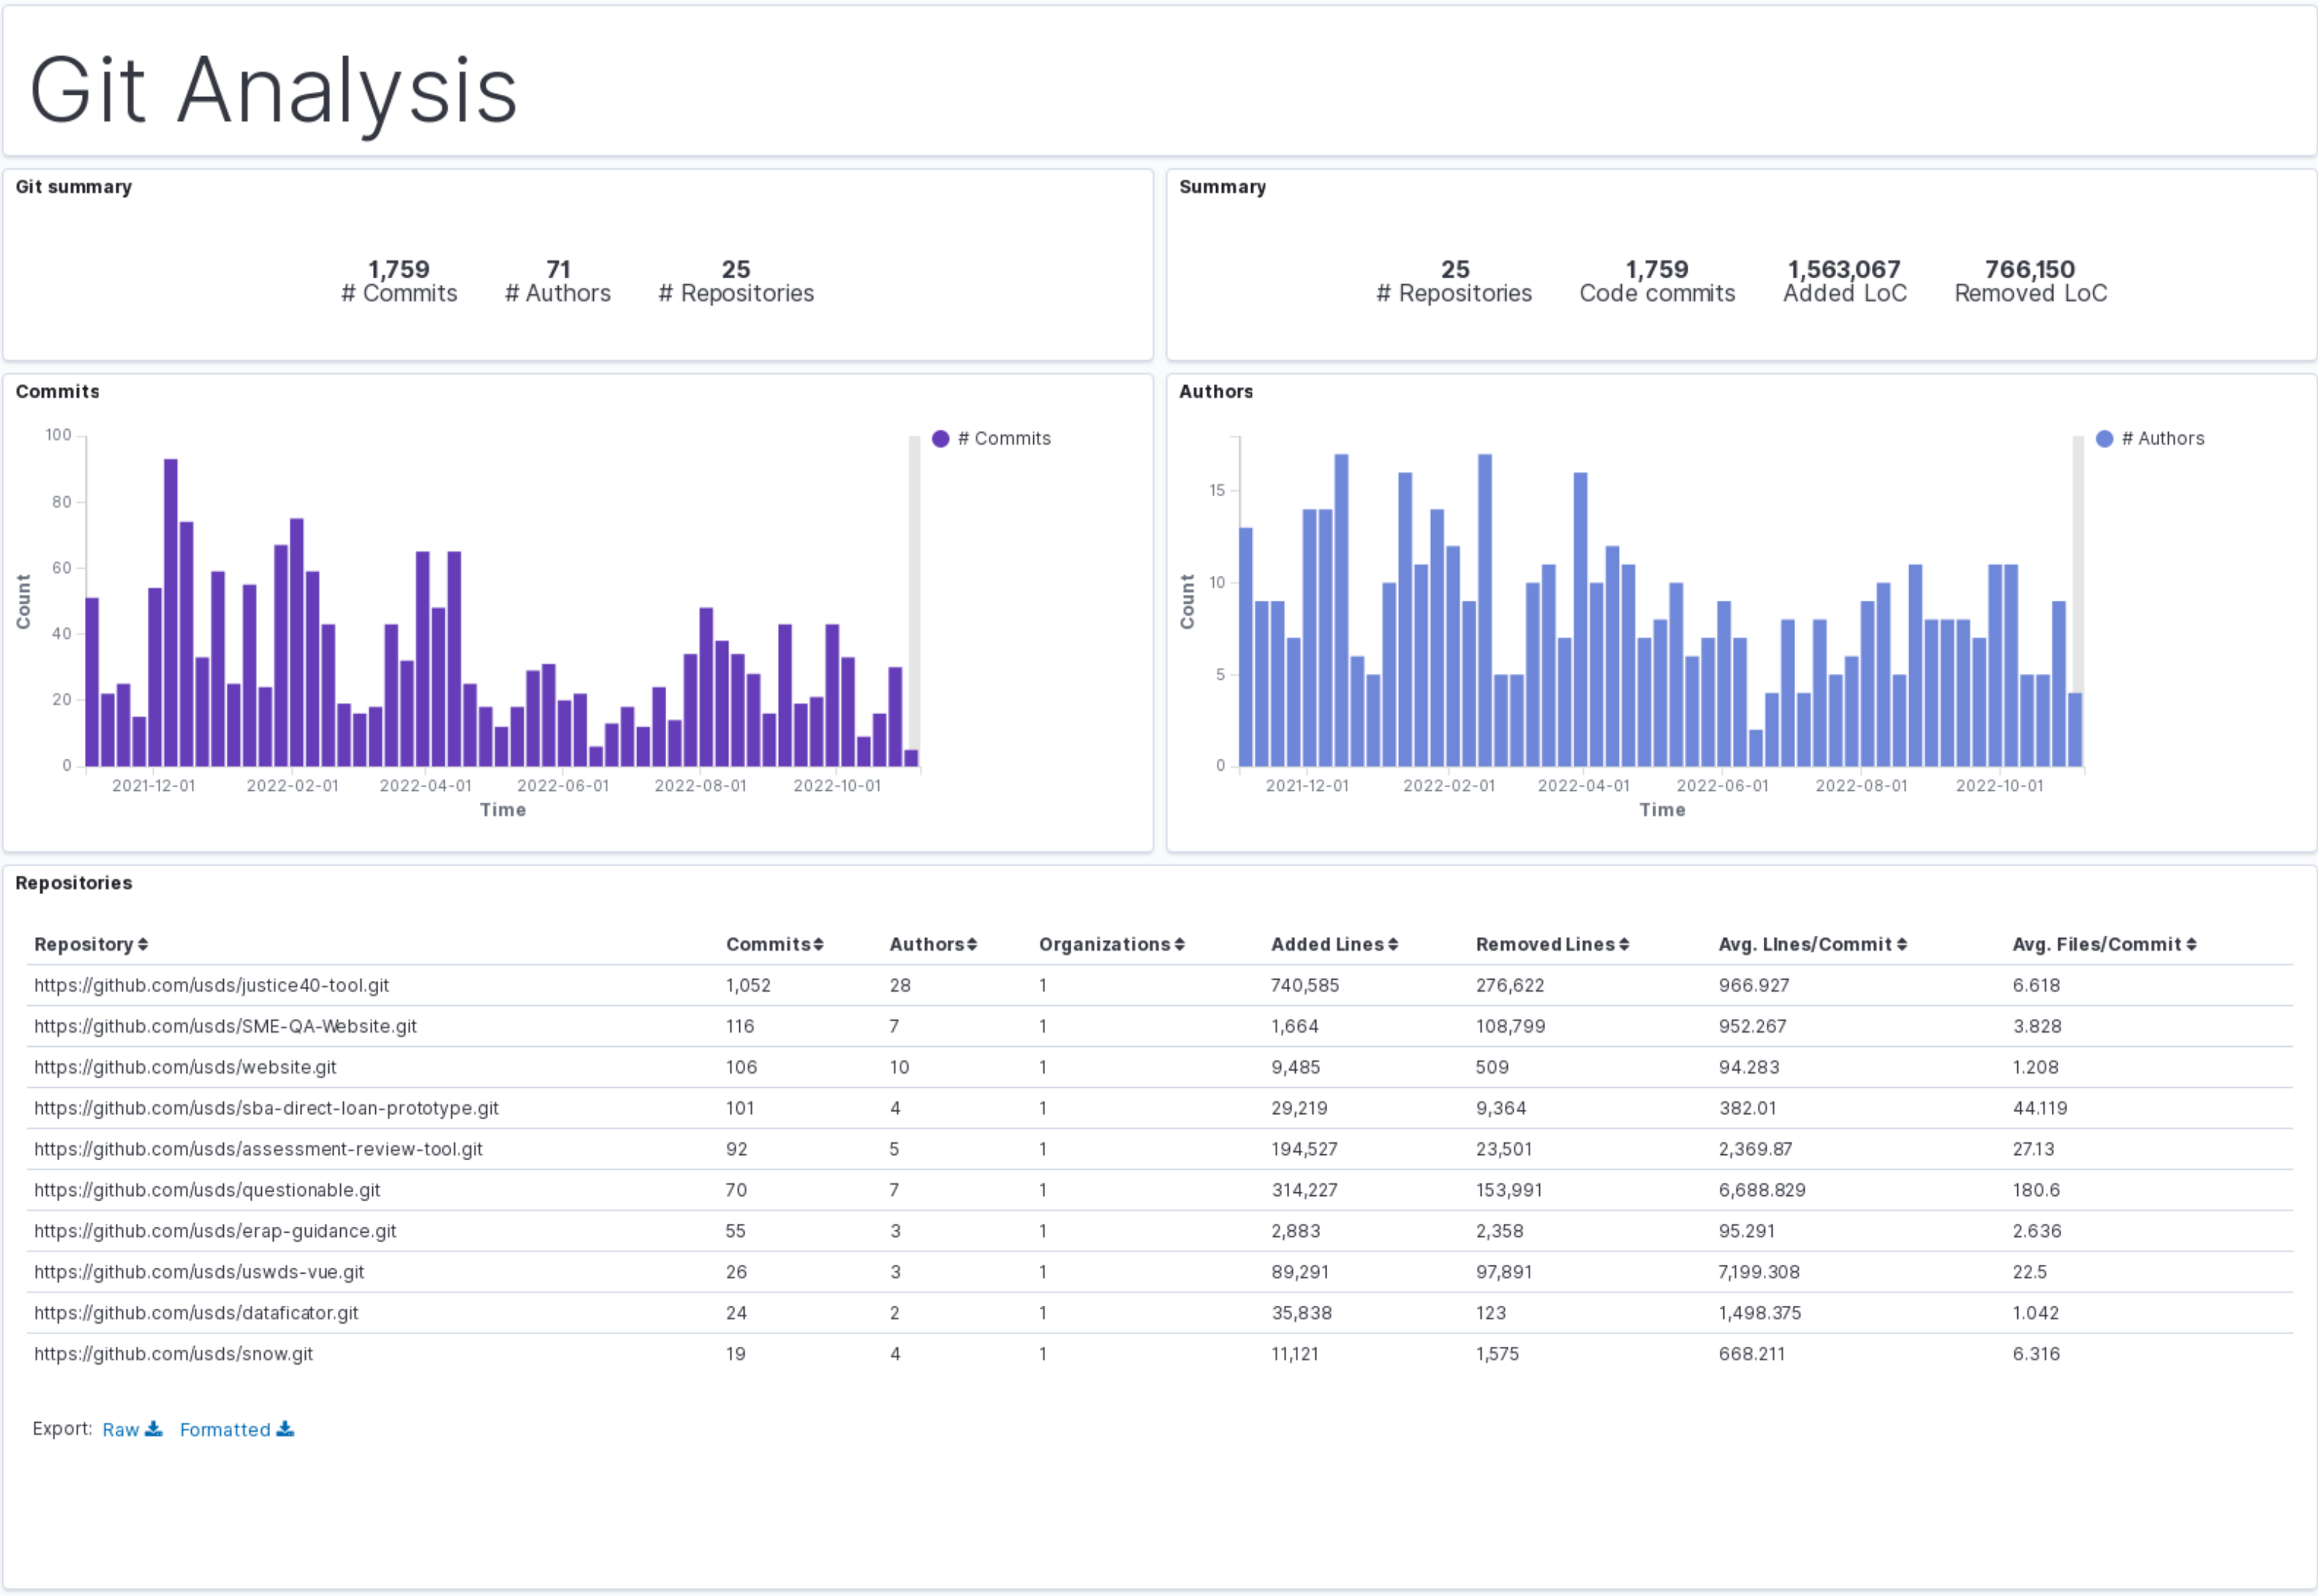 Git Analysis
Git summary
1,759 71 25
# Commits # Authors # Repositories
Summary
25 1,759 1,563,067 766,150
# Repositories Code commits Added LoC Removed LoC
Commits
100
80
60
40
20
0
Count
2021-12-01 2022-02-01 2022-04-01 2022-06-01 2022-08-01 2022-10-01
Time
# Commits
Authors
15
10
5
0
Count
2021-12-01 2022-02-01 2022-04-01 2022-06-01 2022-08-01 2022-10-01
Time
# Authors
Repositories
Repository Commits Authors Organizations Added Lines Removed Lines Avg. LInes/Commit Avg. Files/Commit
https://github.com/usds/justice40-tool.git 1,052 28 1 740,585 276,622 966.927 6.618
https://github.com/usds/SME-QA-Website.git 116 7 1 1,664 108,799 952.267 3.828
https://github.com/usds/website.git 106 10 1 9,485 509 94.283 1.208
https://github.com/usds/sba-direct-loan-prototype.git 101 4 1 29,219 9,364 382.01 44.119
https://github.com/usds/assessment-review-tool.git 92 5 1 194,527 23,501 2,369.87 27.13
https://github.com/usds/questionable.git 70 7 1 314,227 153,991 6,688.829 180.6
https://github.com/usds/erap-guidance.git 55 3 1 2,883 2,358 95.291 2.636
https://github.com/usds/uswds-vue.git 26 3 1 89,291 97,891 7,199.308 22.5
https://github.com/usds/dataficator.git 24 2 1 35,838 123 1,498.375 1.042
https://github.com/usds/snow.git 19 4 1 11,121 1,575 668.211 6.316
Export: Raw Formatted